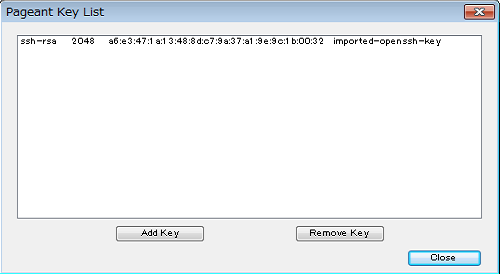 Pageant Key List
ssh-rsa 2048 a6:e3:47:1a:13:48:8d:c7:9a:37:a1:9e:9c:1b:00:32 imported-openssh-key
Add Key Remove Key
Close